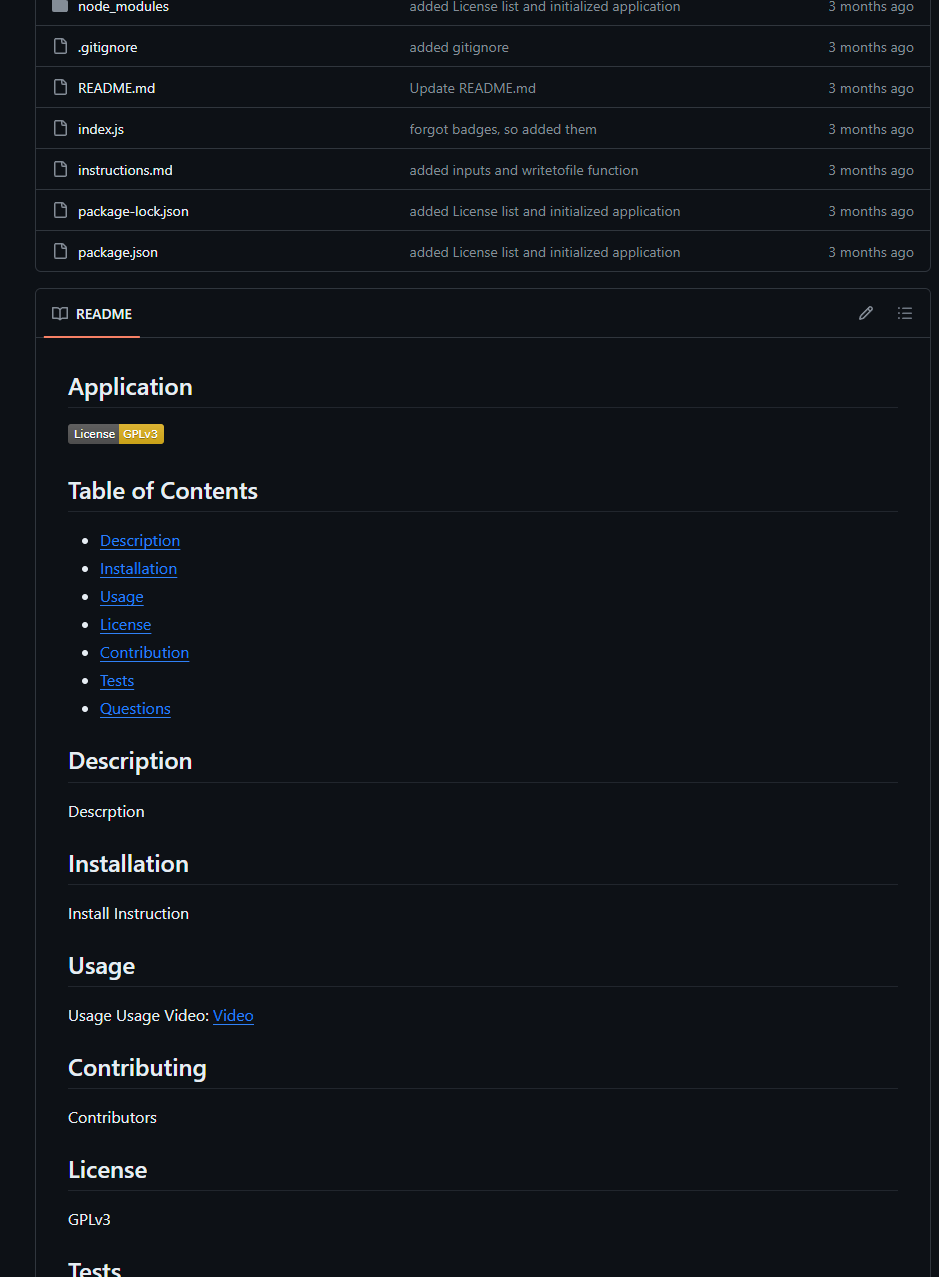 node_modules added License list and initialized application 3 months ago
.gitignore added gitignore 3 months ago
README.md Update README.md 3 months ago
index.js forgot badges, so added them 3 months ago
instructions.md added inputs and writetofile function 3 months ago
package-lock.json added License list and initialized application 3 months ago
package.json added License list and initialized application 3 months ago
README
Application
License GPLv3
Table of Contents
Description
Installation
Usage
License
Contribution
Tests
Questions
Description
Descrption
Installation
Install Instruction
Usage
Usage Usage Video: Video
Contributing
Contributors
License
GPLv3
Tests